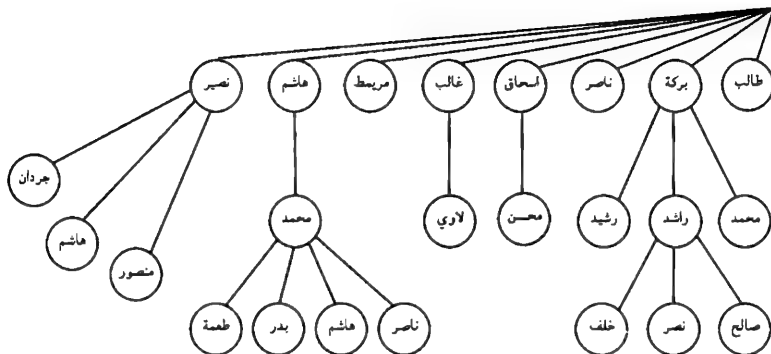 طالب
بركة
ناصر
اسحاق
غالب
مريمط
هاشم
نصير
محمد
راشد
رشيد
محسن
لاوي
محمد
جردان
هاشم
منصور
صالح
نصر
خلف
ناصر
هاشم
بدر
طعمة